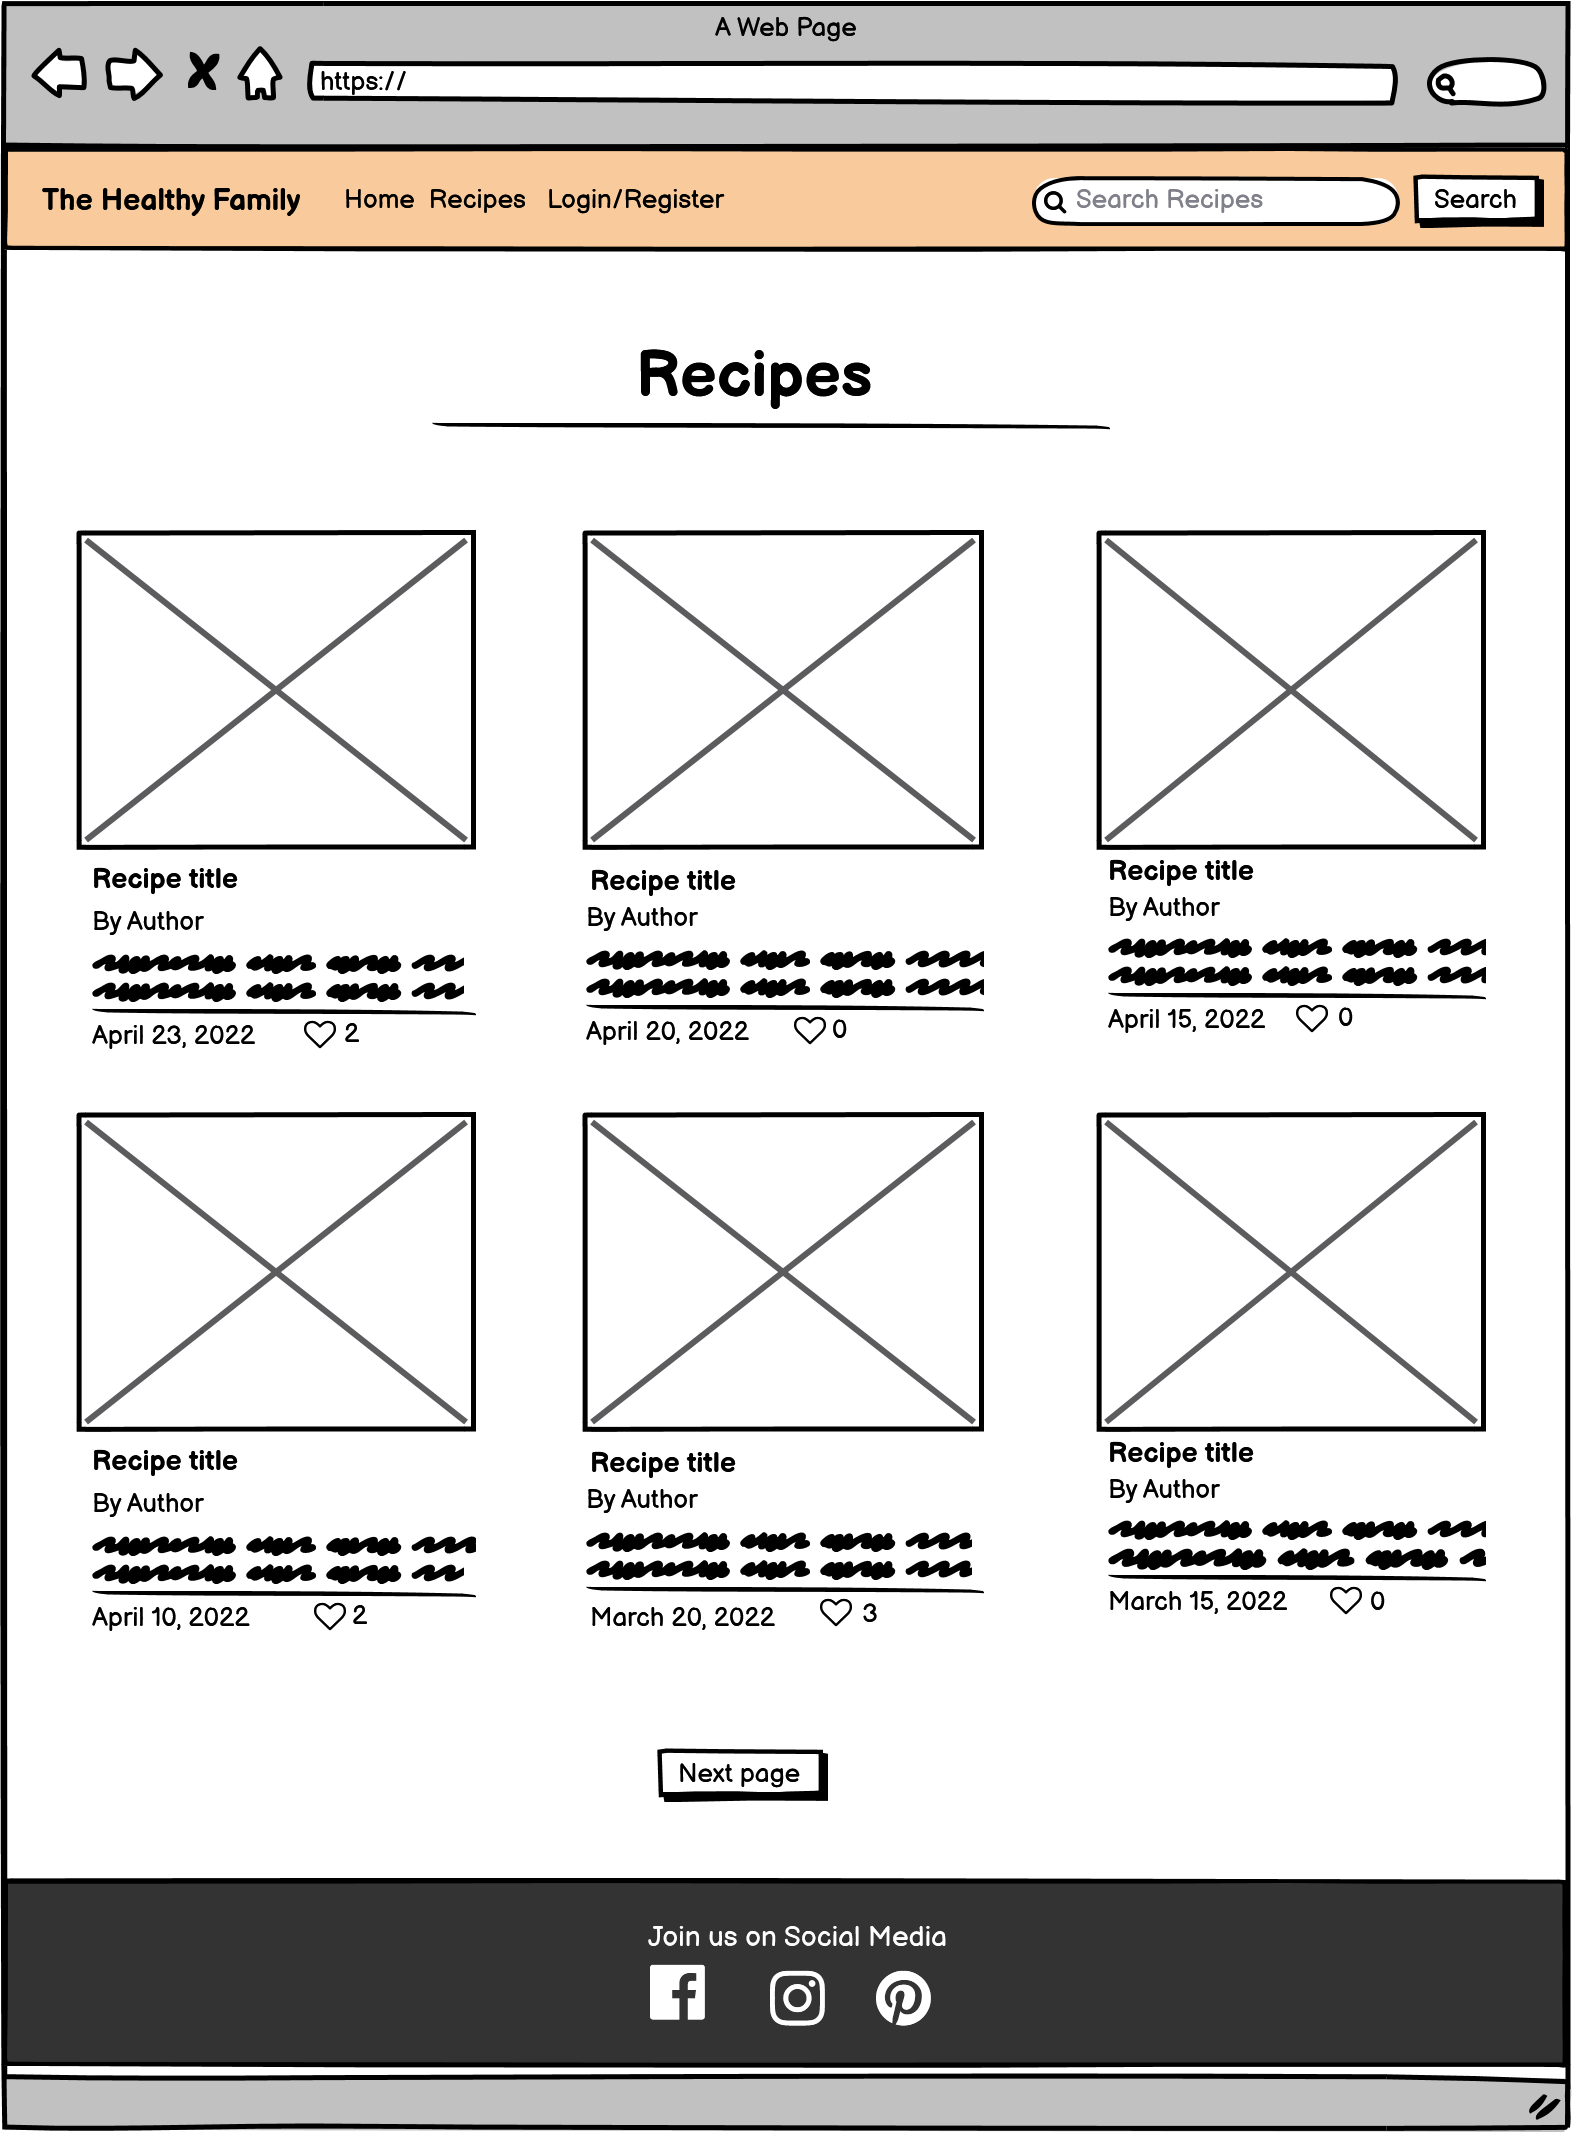 A Web Page
https://
The Healthy Family Home Recipes Login/Register Search Recipes Search
Recipes
Recipe title
By Author
April 23, 2022 2
Recipe title
By Author
April 20, 2022 0
Recipe title
By Author
April 15, 2022 0
Recipe title
By Author
April 10, 2022 2
Recipe title
By Author
March 20, 2022 3
Recipe title
By Author
March 15, 2022 0
Next page
Join us on Social Media